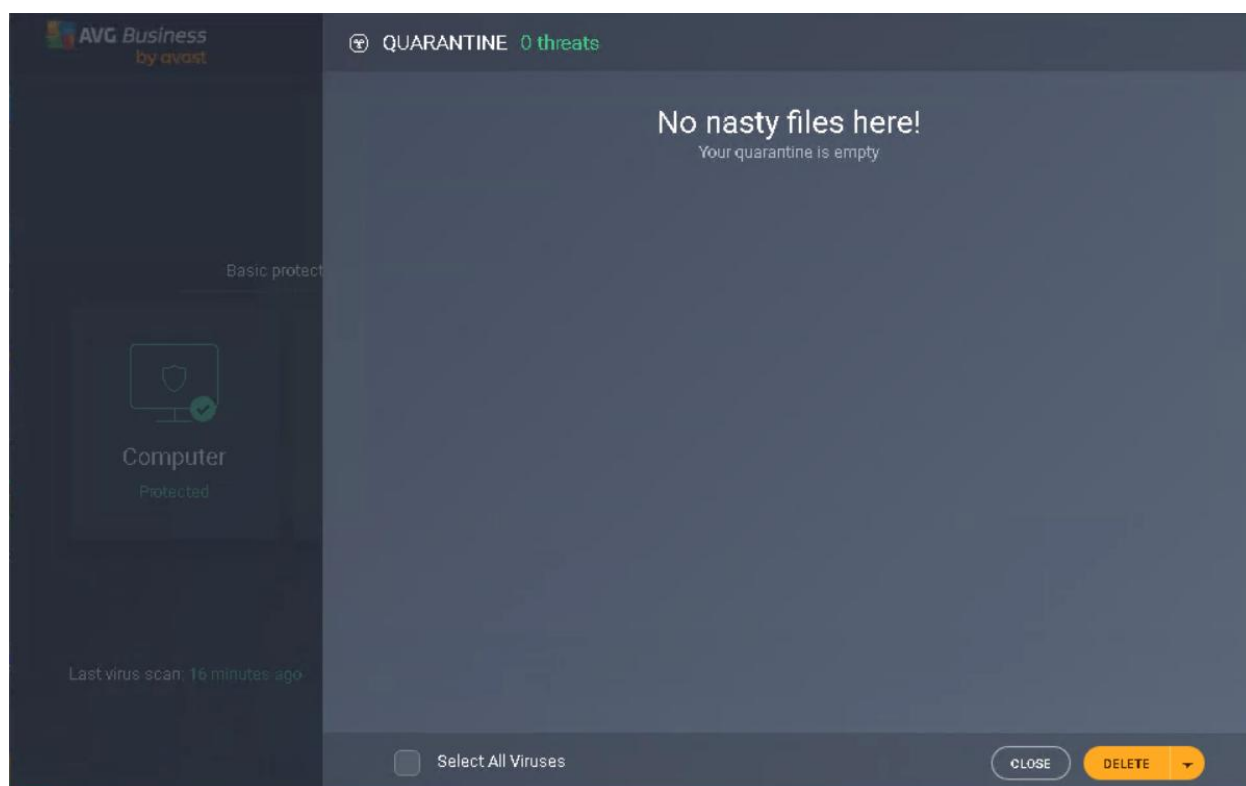 AVG Business
by avast
QUARANTINE 0 threats
No nasty files here!
Your quarantine is empty
Basic protect
Computer
Protected
Last virus scan: 16 minutes ago
Select All Viruses
CLOSE
DELETE